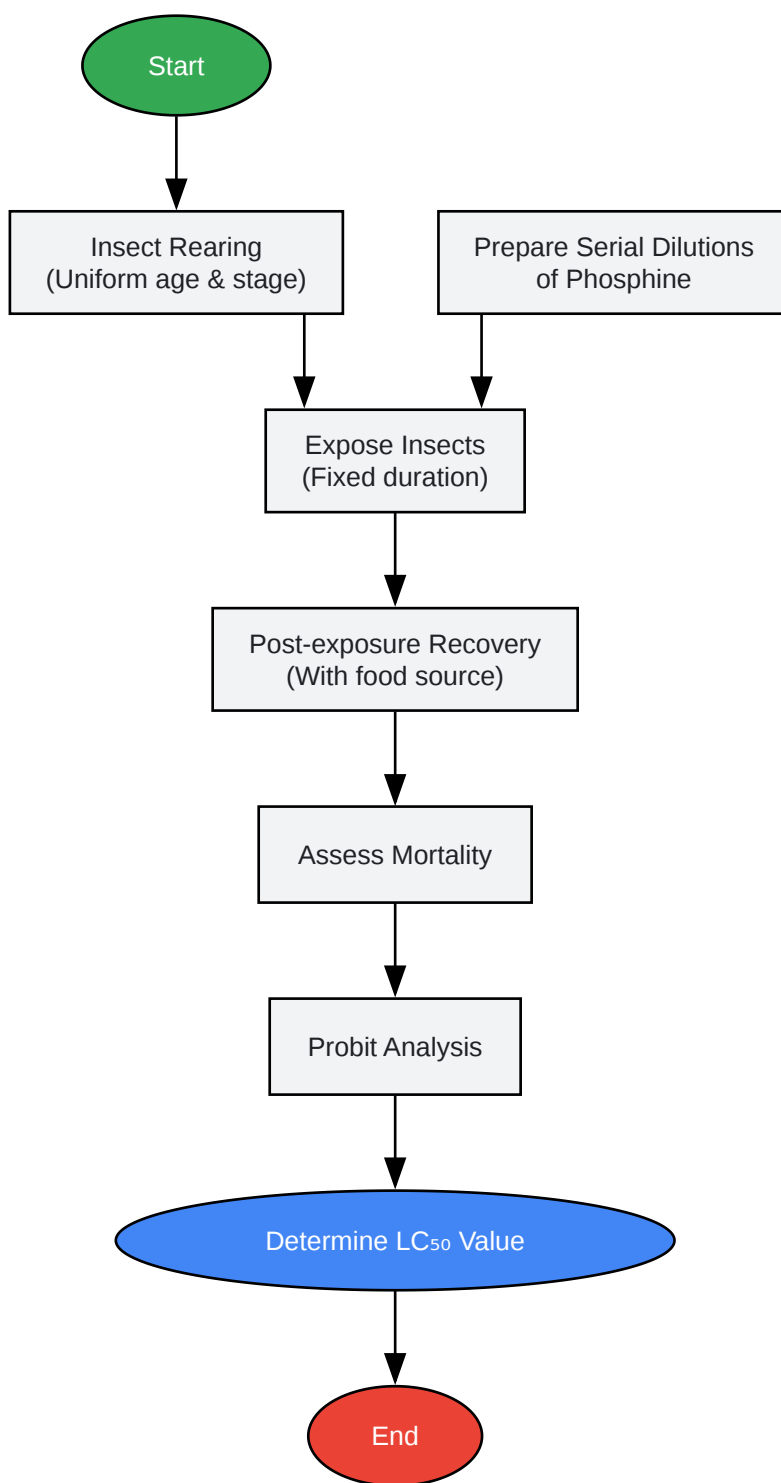 Start
Insect Rearing
(Uniform age & stage)
Prepare Serial Dilutions
of Phosphine
Expose Insects
(Fixed duration)
Post-exposure Recovery
(With food source)
Assess Mortality
Probit Analysis
Determine LC₅₀ Value
End